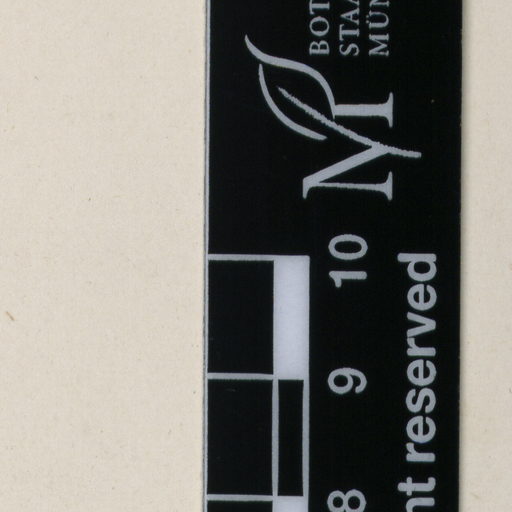 BOT
STAA
MÜN
M
10
9
8
nt reserved